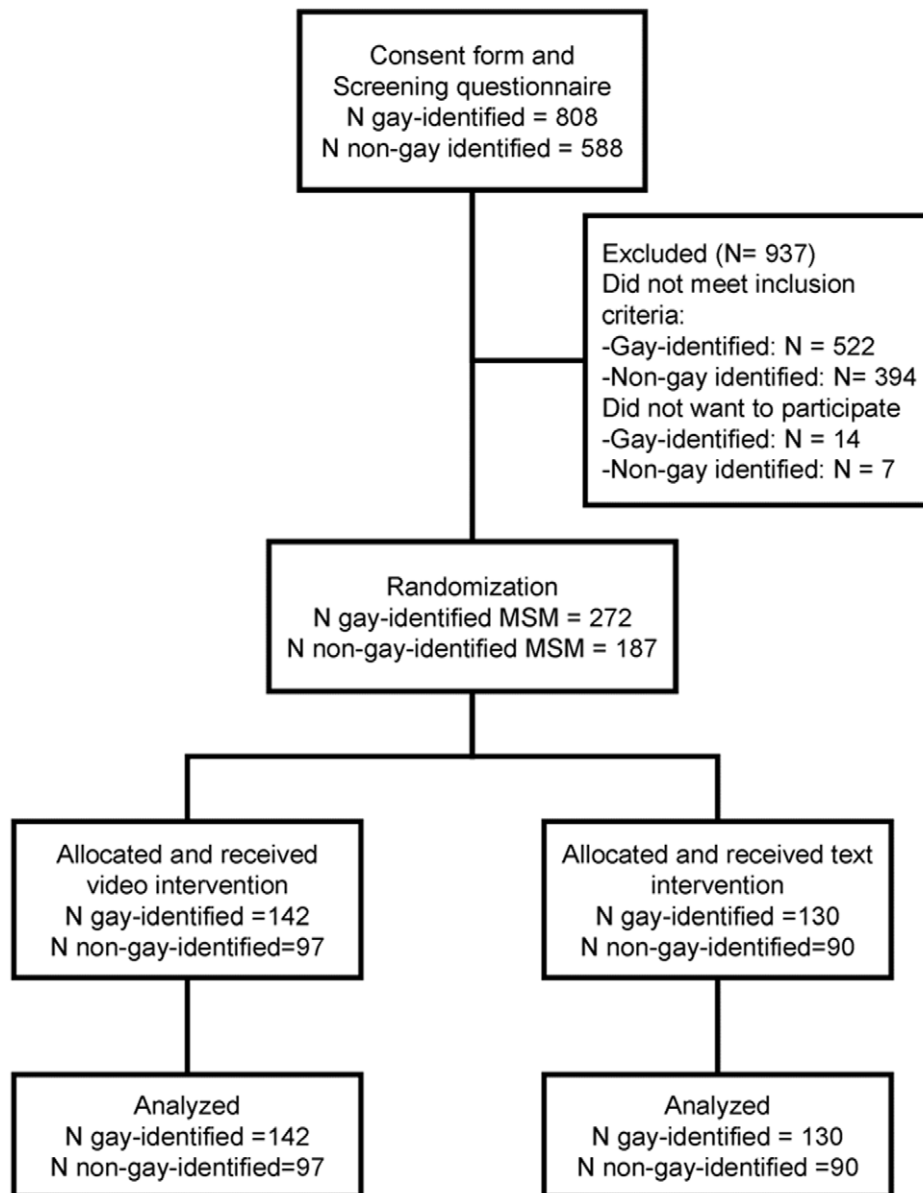 Consent form and
Screening questionnaire
N gay-identified = 808
N non-gay identified = 588
Excluded (N= 937)
Did not meet inclusion
criteria:
-Gay-identified: N = 522
-Non-gay identified: N= 394
Did not want to participate
-Gay-identified: N = 14
-Non-gay identified: N = 7
Randomization
N gay-identified MSM = 272
N non-gay-identified MSM = 187
Allocated and received
video intervention
N gay-identified =142
N non-gay-identified=97
Allocated and received text
intervention
N gay-identified =130
N non-gay-identified=90
Analyzed
N gay-identified =142
N non-gay-identified=97
Analyzed
N gay-identified = 130
N non-gay-identified =90